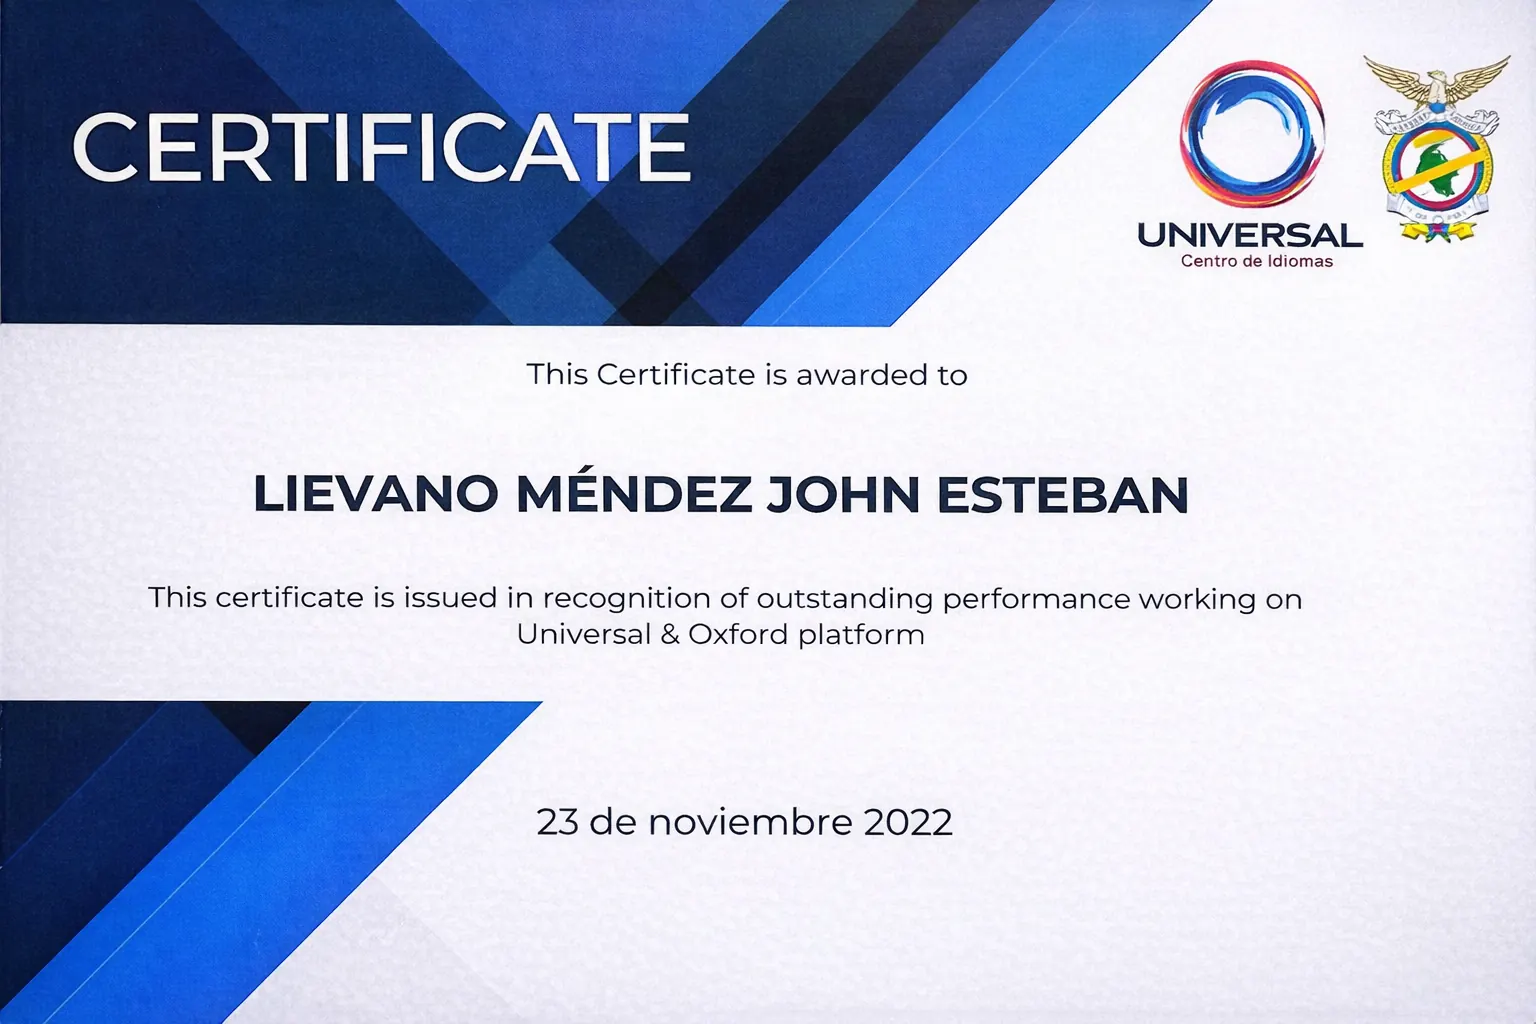 CERTIFICATE
UNIVERSAL
Centro de Idiomas
This Certificate is awarded to
LIEVANO MÉNDEZ JOHN ESTEBAN
This certificate is issued in recognition of outstanding performance working on
Universal & Oxford platform
23 de noviembre 2022